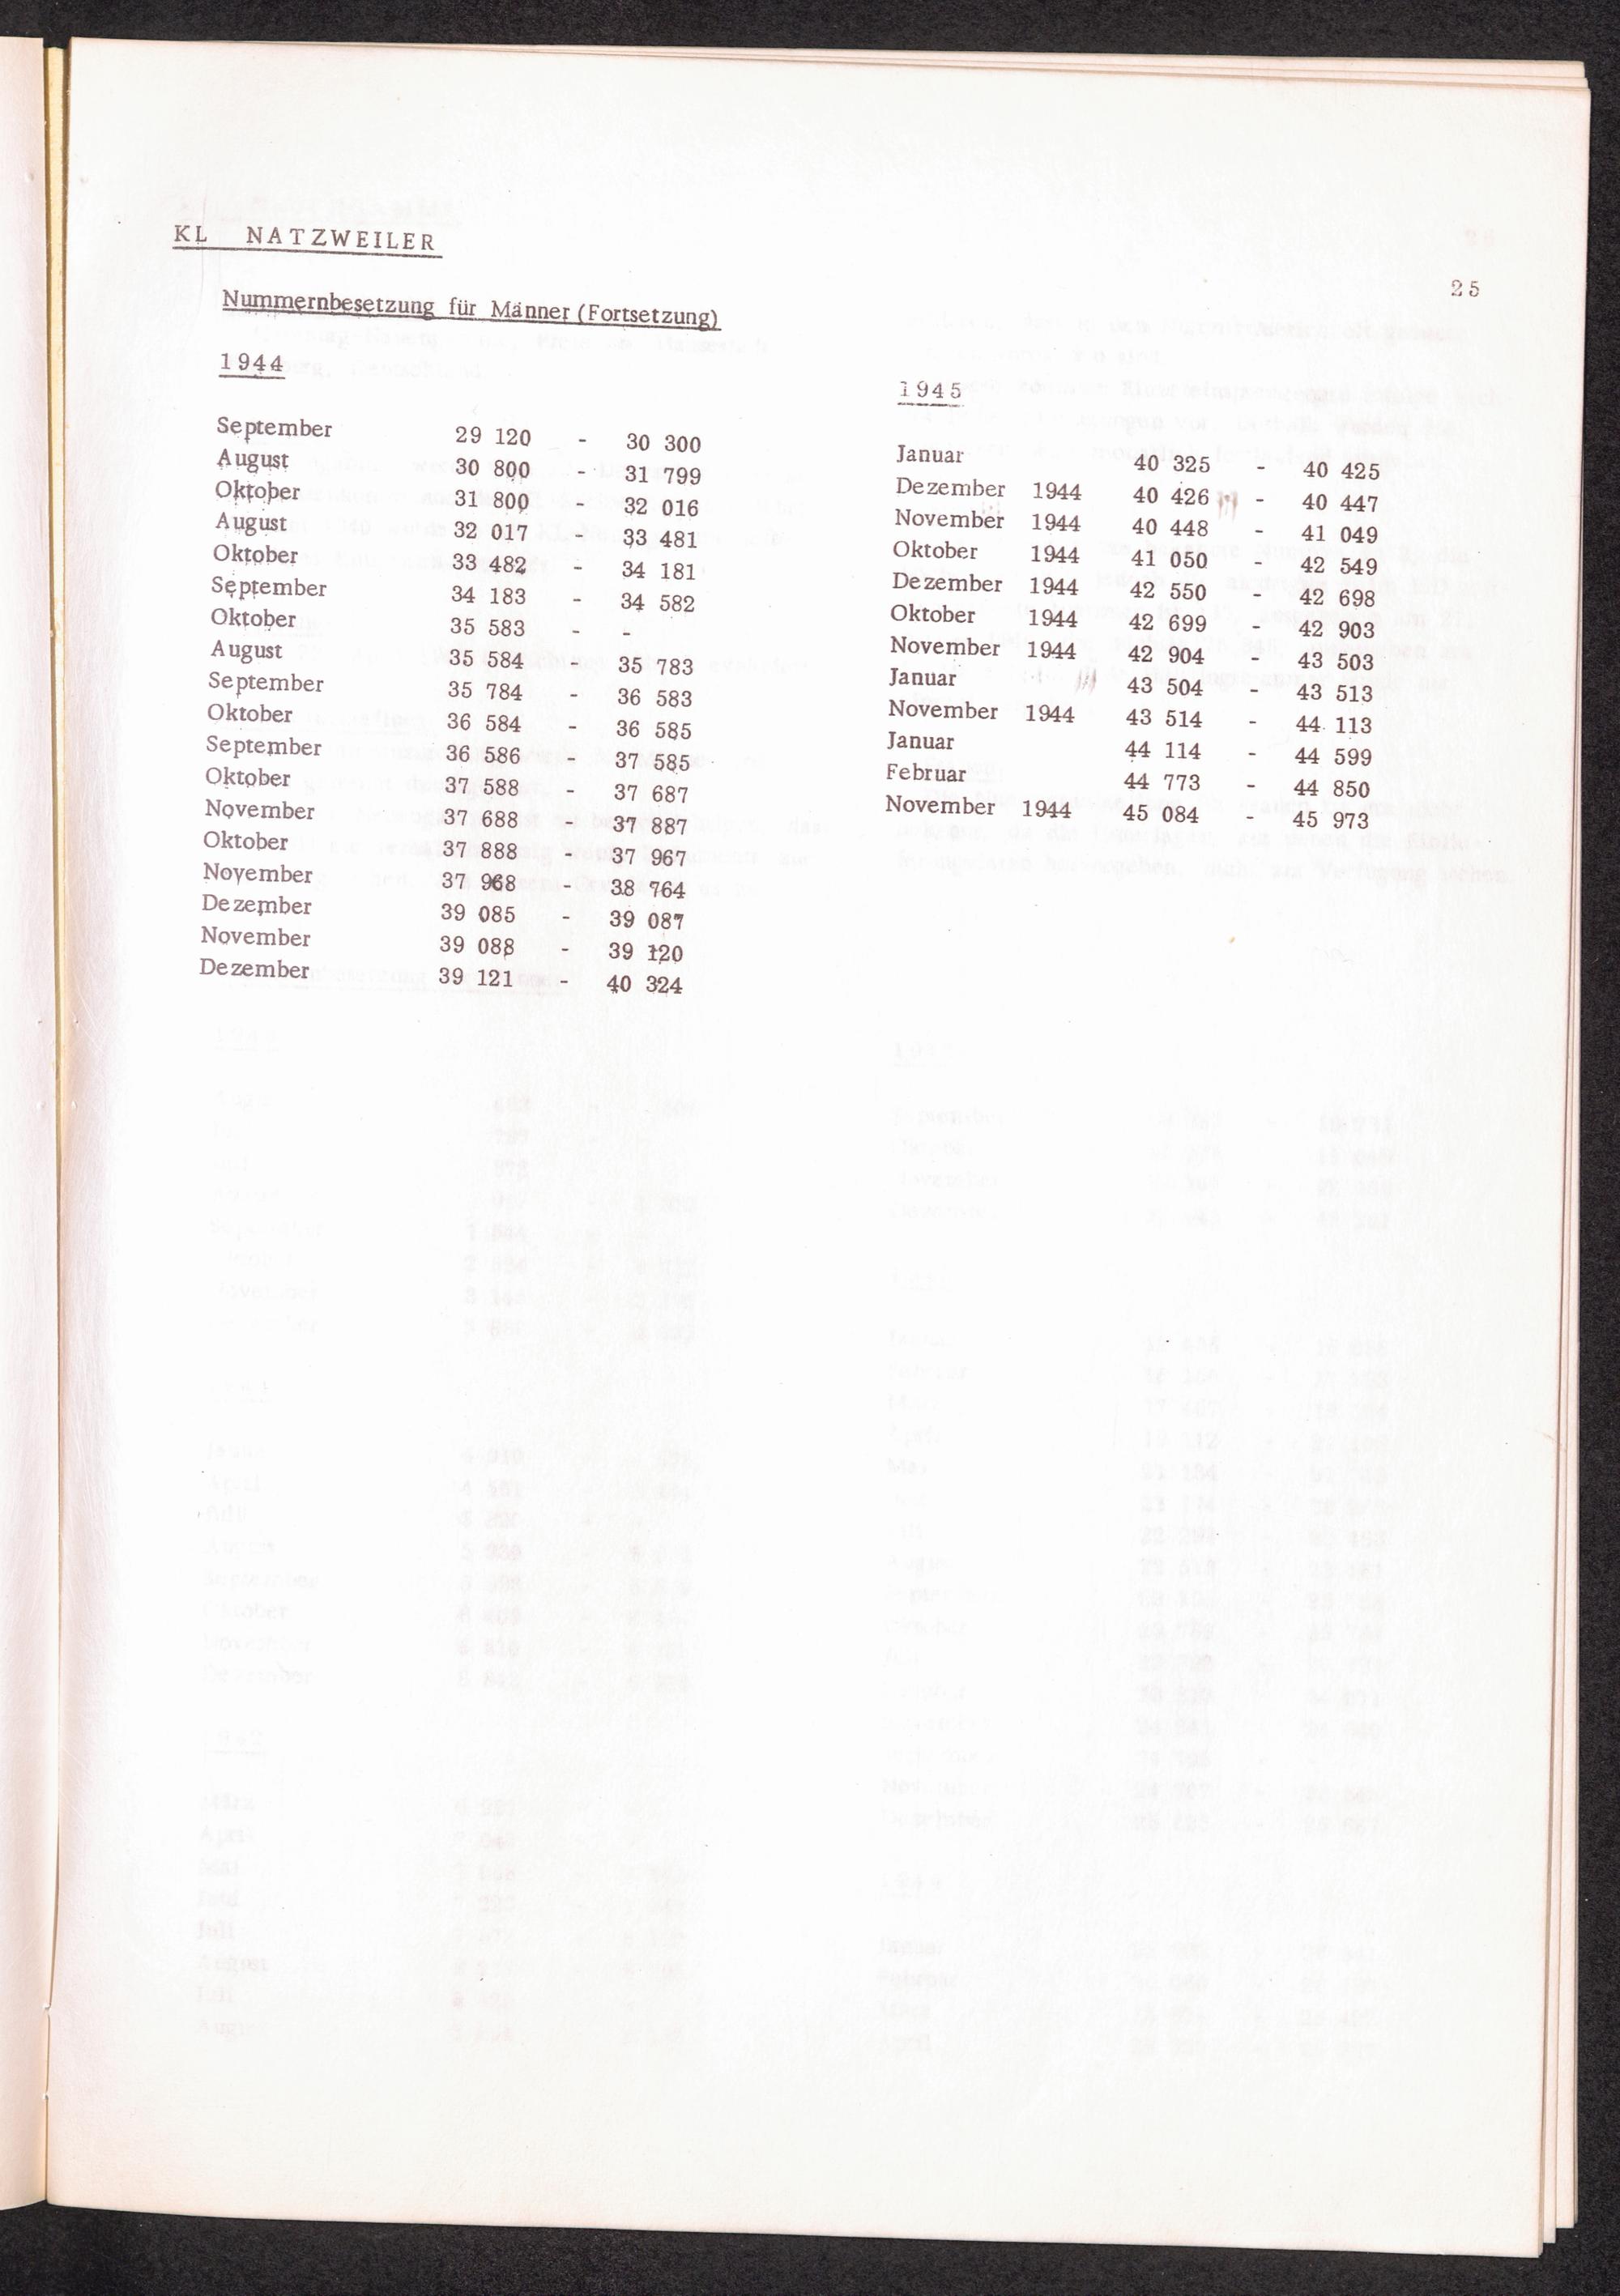 KL NATZWEILER
25
Nummernbesetzung für Männer (Fortsetzung)
1944
September 29 120 - 30 300
August 30 800 - 31 799
Oktober 31 800 - 32 016
August 32 017 - 33 481
Oktober 33 482 - 34 181
September 34 183 - 34 582
Oktober 35 583 - -
August 35 584 - 35 783
September 35 784 - 36 583
Oktober 36 584 - 36 585
September 36 586 - 37 585
Oktober 37 588 - 37 687
November 37 688 - 37 887
Oktober 37 888 - 37 967
November 37 968 - 38 764
Dezember 39 085 - 39 087
November 39 088 - 39 120
Dezember 39 121 - 40 324
1945
Januar 40 325 - 40 425
Dezember 1944 40 426 - 40 447
November 1944 40 448 - 41 049
Oktober 1944 41 050 - 42 549
Dezember 1944 42 550 - 42 698
Oktober 1944 42 699 - 42 903
November 1944 42 904 - 43 503
Januar 43 504 - 43 513
November 1944 43 514 - 44 113
Januar 44 114 - 44 599
Februar 44 773 - 44 850
November 1944 45 084 - 45 973